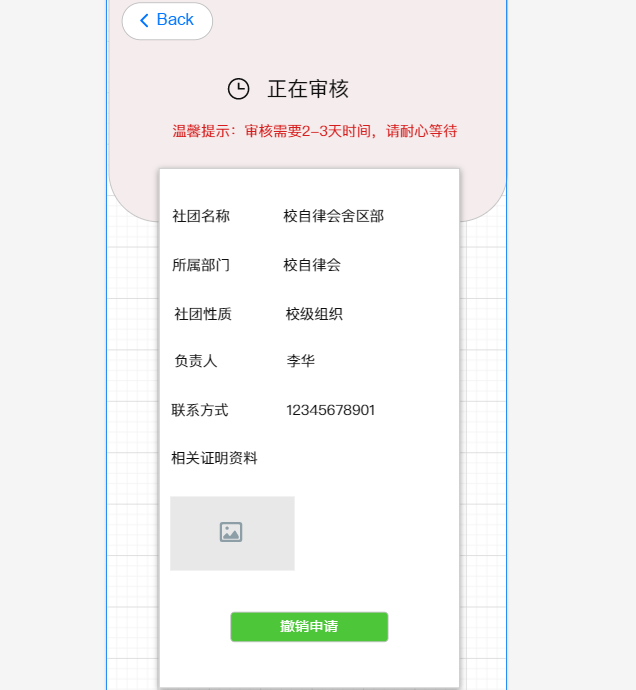 Back
正在审核
温馨提示：审核需要2-3天时间，请耐心等待
社团名称 校自律会舍区部
所属部门 校自律会
社团性质 校级组织
负责人 李华
联系方式 12345678901
相关证明资料
撤销申请